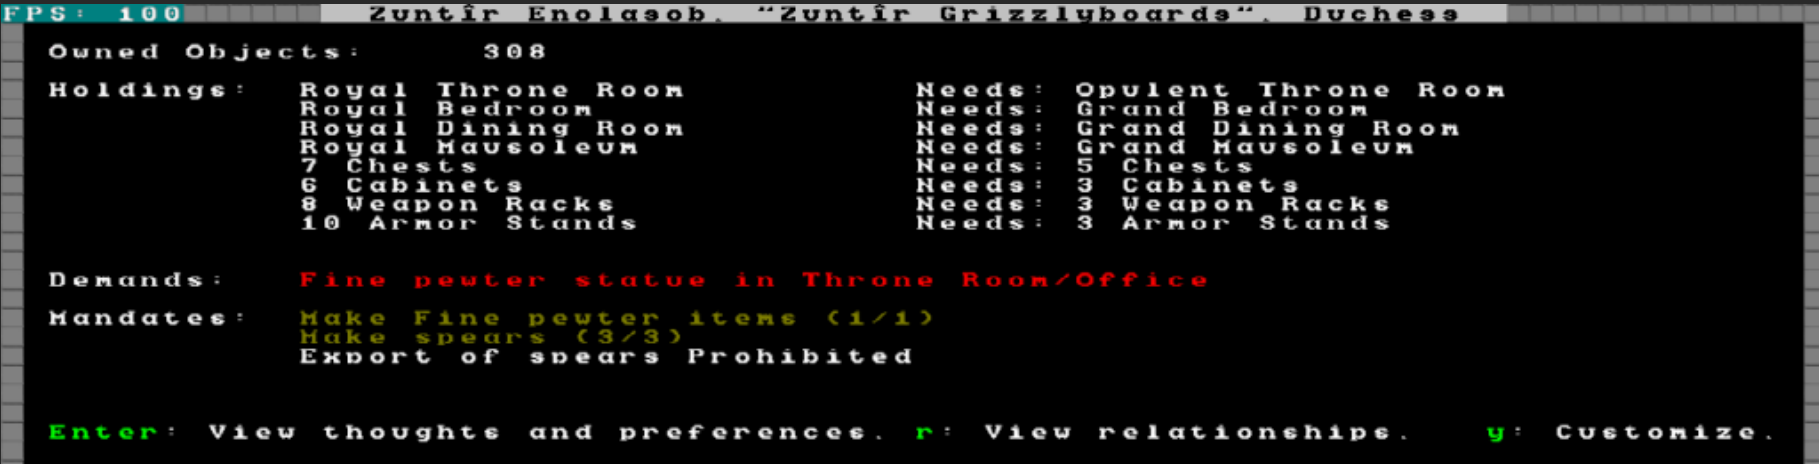 FPS: 100 Zuntîr Enolasob, "Zuntîr Grizzlyboards", Duchess
Owned Objects: 308
Holdings: Royal Throne Room Needs: Opulent Throne Room
Royal Bedroom Needs: Grand Bedroom
Royal Dining Room Needs: Grand Dining Room
Royal Mausoleum Needs: Grand Mausoleum
7 Chests Needs: 5 Chests
6 Cabinets Needs: 3 Cabinets
8 Weapon Racks Needs: 3 Weapon Racks
10 Armor Stands Needs: 3 Armor Stands
Demands: Fine pewter statue in Throne Room/Office
Mandates: Make Fine pewter items (1/1)
Make spears (3/3)
Export of spears Prohibited
Enter: View thoughts and preferences. r: View relationships. y: Customize.